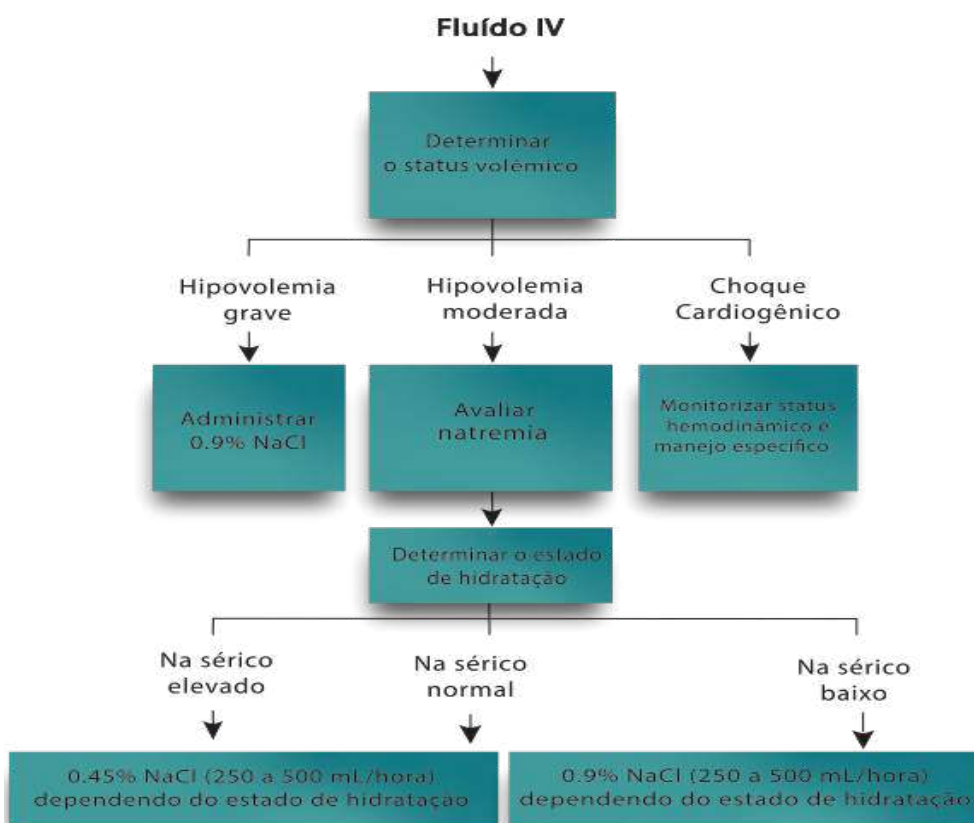 Fluído IV
Determinar
o status volémico
Hipovolemia
grave
Hipovolemia
moderada
Choque
Cardiogênico
Administrar
0.9% NaCl
Avaliar
natremia
Monitorizar status
hemodinâmico e
manejo específico
Determinar o estado
de hidratação
Na sérico
elevado
Na sérico
normal
Na sérico
baixo
0.45% NaCl (250 a 500 mL/hora)
dependendo do estado de hidratação
0.9% NaCl (250 a 500 mL/hora)
dependendo do estado de hidratação